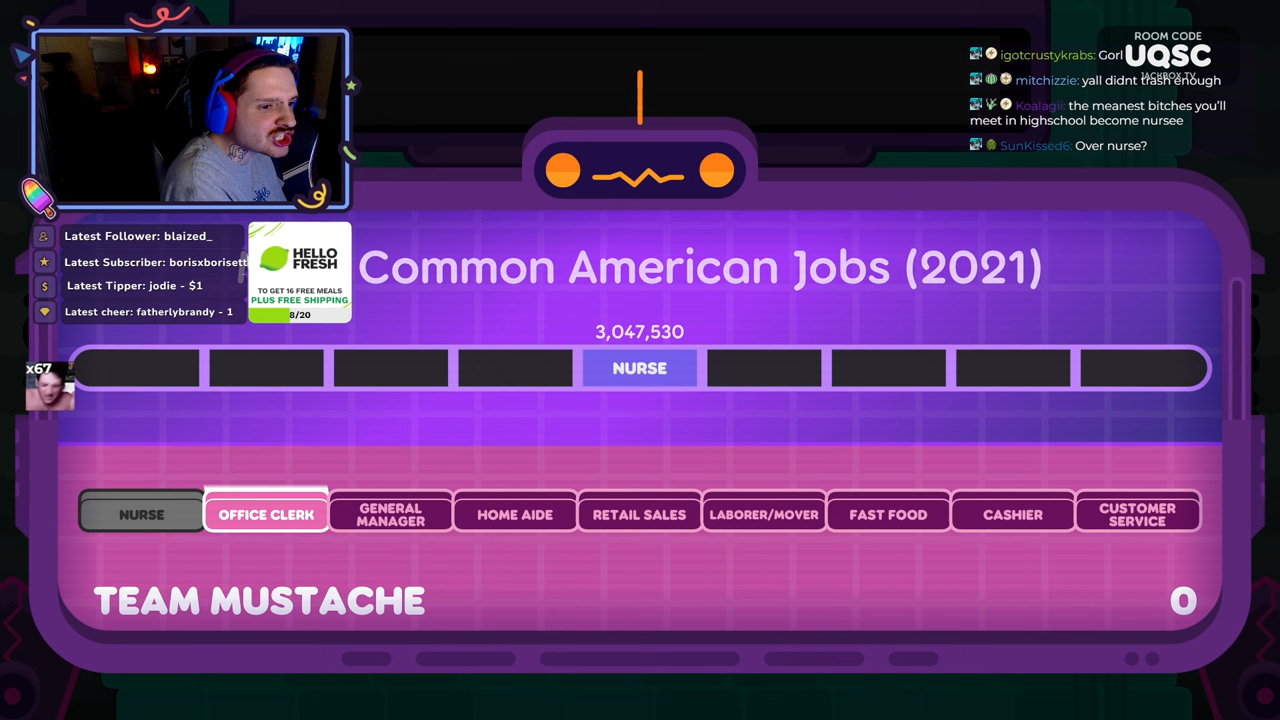 ROOM CODE
UQSC
JACKBOX.TV
igotcrustykrabs: Gorl
mitchizzie: yall didnt trash enough
Koalagii: the meanest bitches you'll
meet in highschool become nursee
SunKissed6: Over nurse?
Latest Follower: blaized_
Latest Subscriber: borisxborisett
Latest Tipper: jodie - $1
Latest cheer: fatherlybrandy - 1
HELLO
FRESH
TO GET 16 FREE MEALS
PLUS FREE SHIPPING
8/20
Common American Jobs (2021)
3,047,530
NURSE
x67
NURSE
OFFICE CLERK
GENERAL
MANAGER
HOME AIDE
RETAIL SALES
LABORER/MOVER
FAST FOOD
CASHIER
CUSTOMER
SERVICE
TEAM MUSTACHE
0